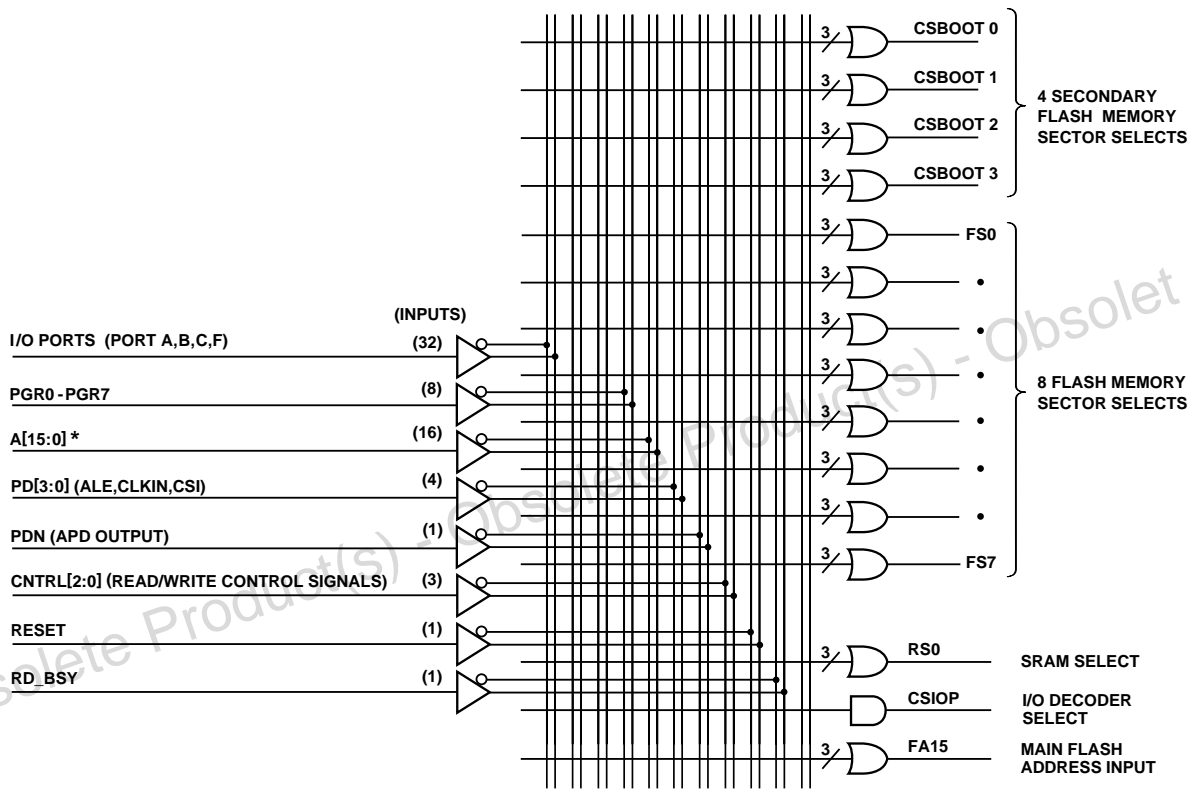 3
CSBOOT 0
3
CSBOOT 1
3
CSBOOT 2
3
CSBOOT 3
4 SECONDARY
FLASH MEMORY
SECTOR SELECTS
3
FS0
3
3
3
3
3
3
3
FS7
8 FLASH MEMORY
SECTOR SELECTS
(INPUTS)
I/O PORTS (PORT A,B,C,F)
(32)
PGR0 - PGR7
(8)
A[15:0] *
(16)
PD[3:0] (ALE,CLKIN,CSI)
(4)
PDN (APD OUTPUT)
(1)
CNTRL[2:0] (READ/WRITE CONTROL SIGNALS)
(3)
RESET
(1)
RD_BSY
(1)
3
RS0
SRAM SELECT
CSIOP
I/O DECODER
SELECT
3
FA15
MAIN FLASH
ADDRESS INPUT
solete Product(s) - Obsolete Product(s) - Obsolet